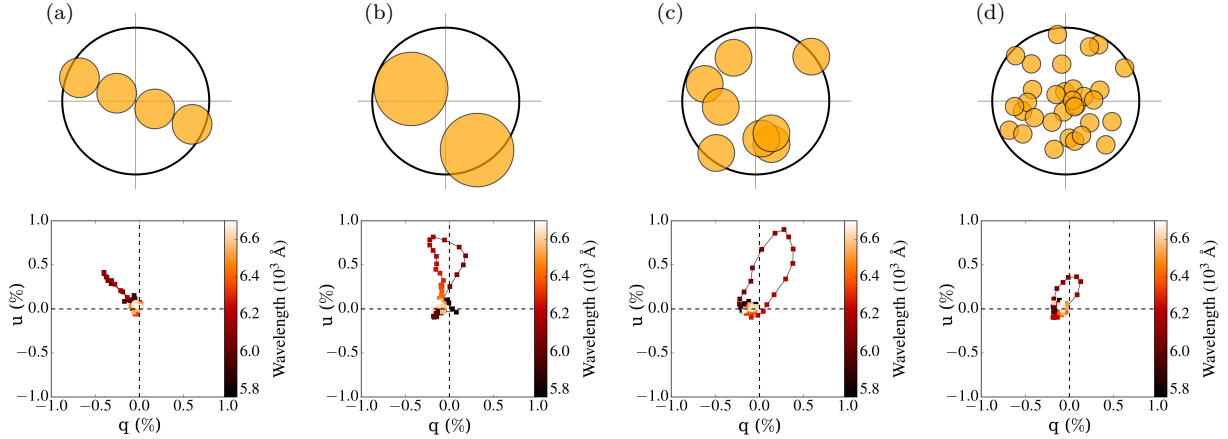 (a) (b) (c) (d)
1.0 1.0 1.0 1.0
6.6 6.6 6.6 6.6
0.5 0.5 0.5 0.5
6.4 6.4 6.4 6.4
u (%) 0.0 u (%) 0.0 u (%) 0.0 u (%) 0.0
6.2 6.2 6.2 6.2
−0.5 −0.5 −0.5 −0.5
6.0 6.0 6.0 6.0
5.8 5.8 5.8 5.8
−1.0 −1.0 −1.0 −1.0
Wavelength (10³ Å) Wavelength (10³ Å) Wavelength (10³ Å) Wavelength (10³ Å)
−1.0 −0.5 0.0 0.5 1.0 −1.0 −0.5 0.0 0.5 1.0 −1.0 −0.5 0.0 0.5 1.0 −1.0 −0.5 0.0 0.5 1.0
q (%) q (%) q (%) q (%)